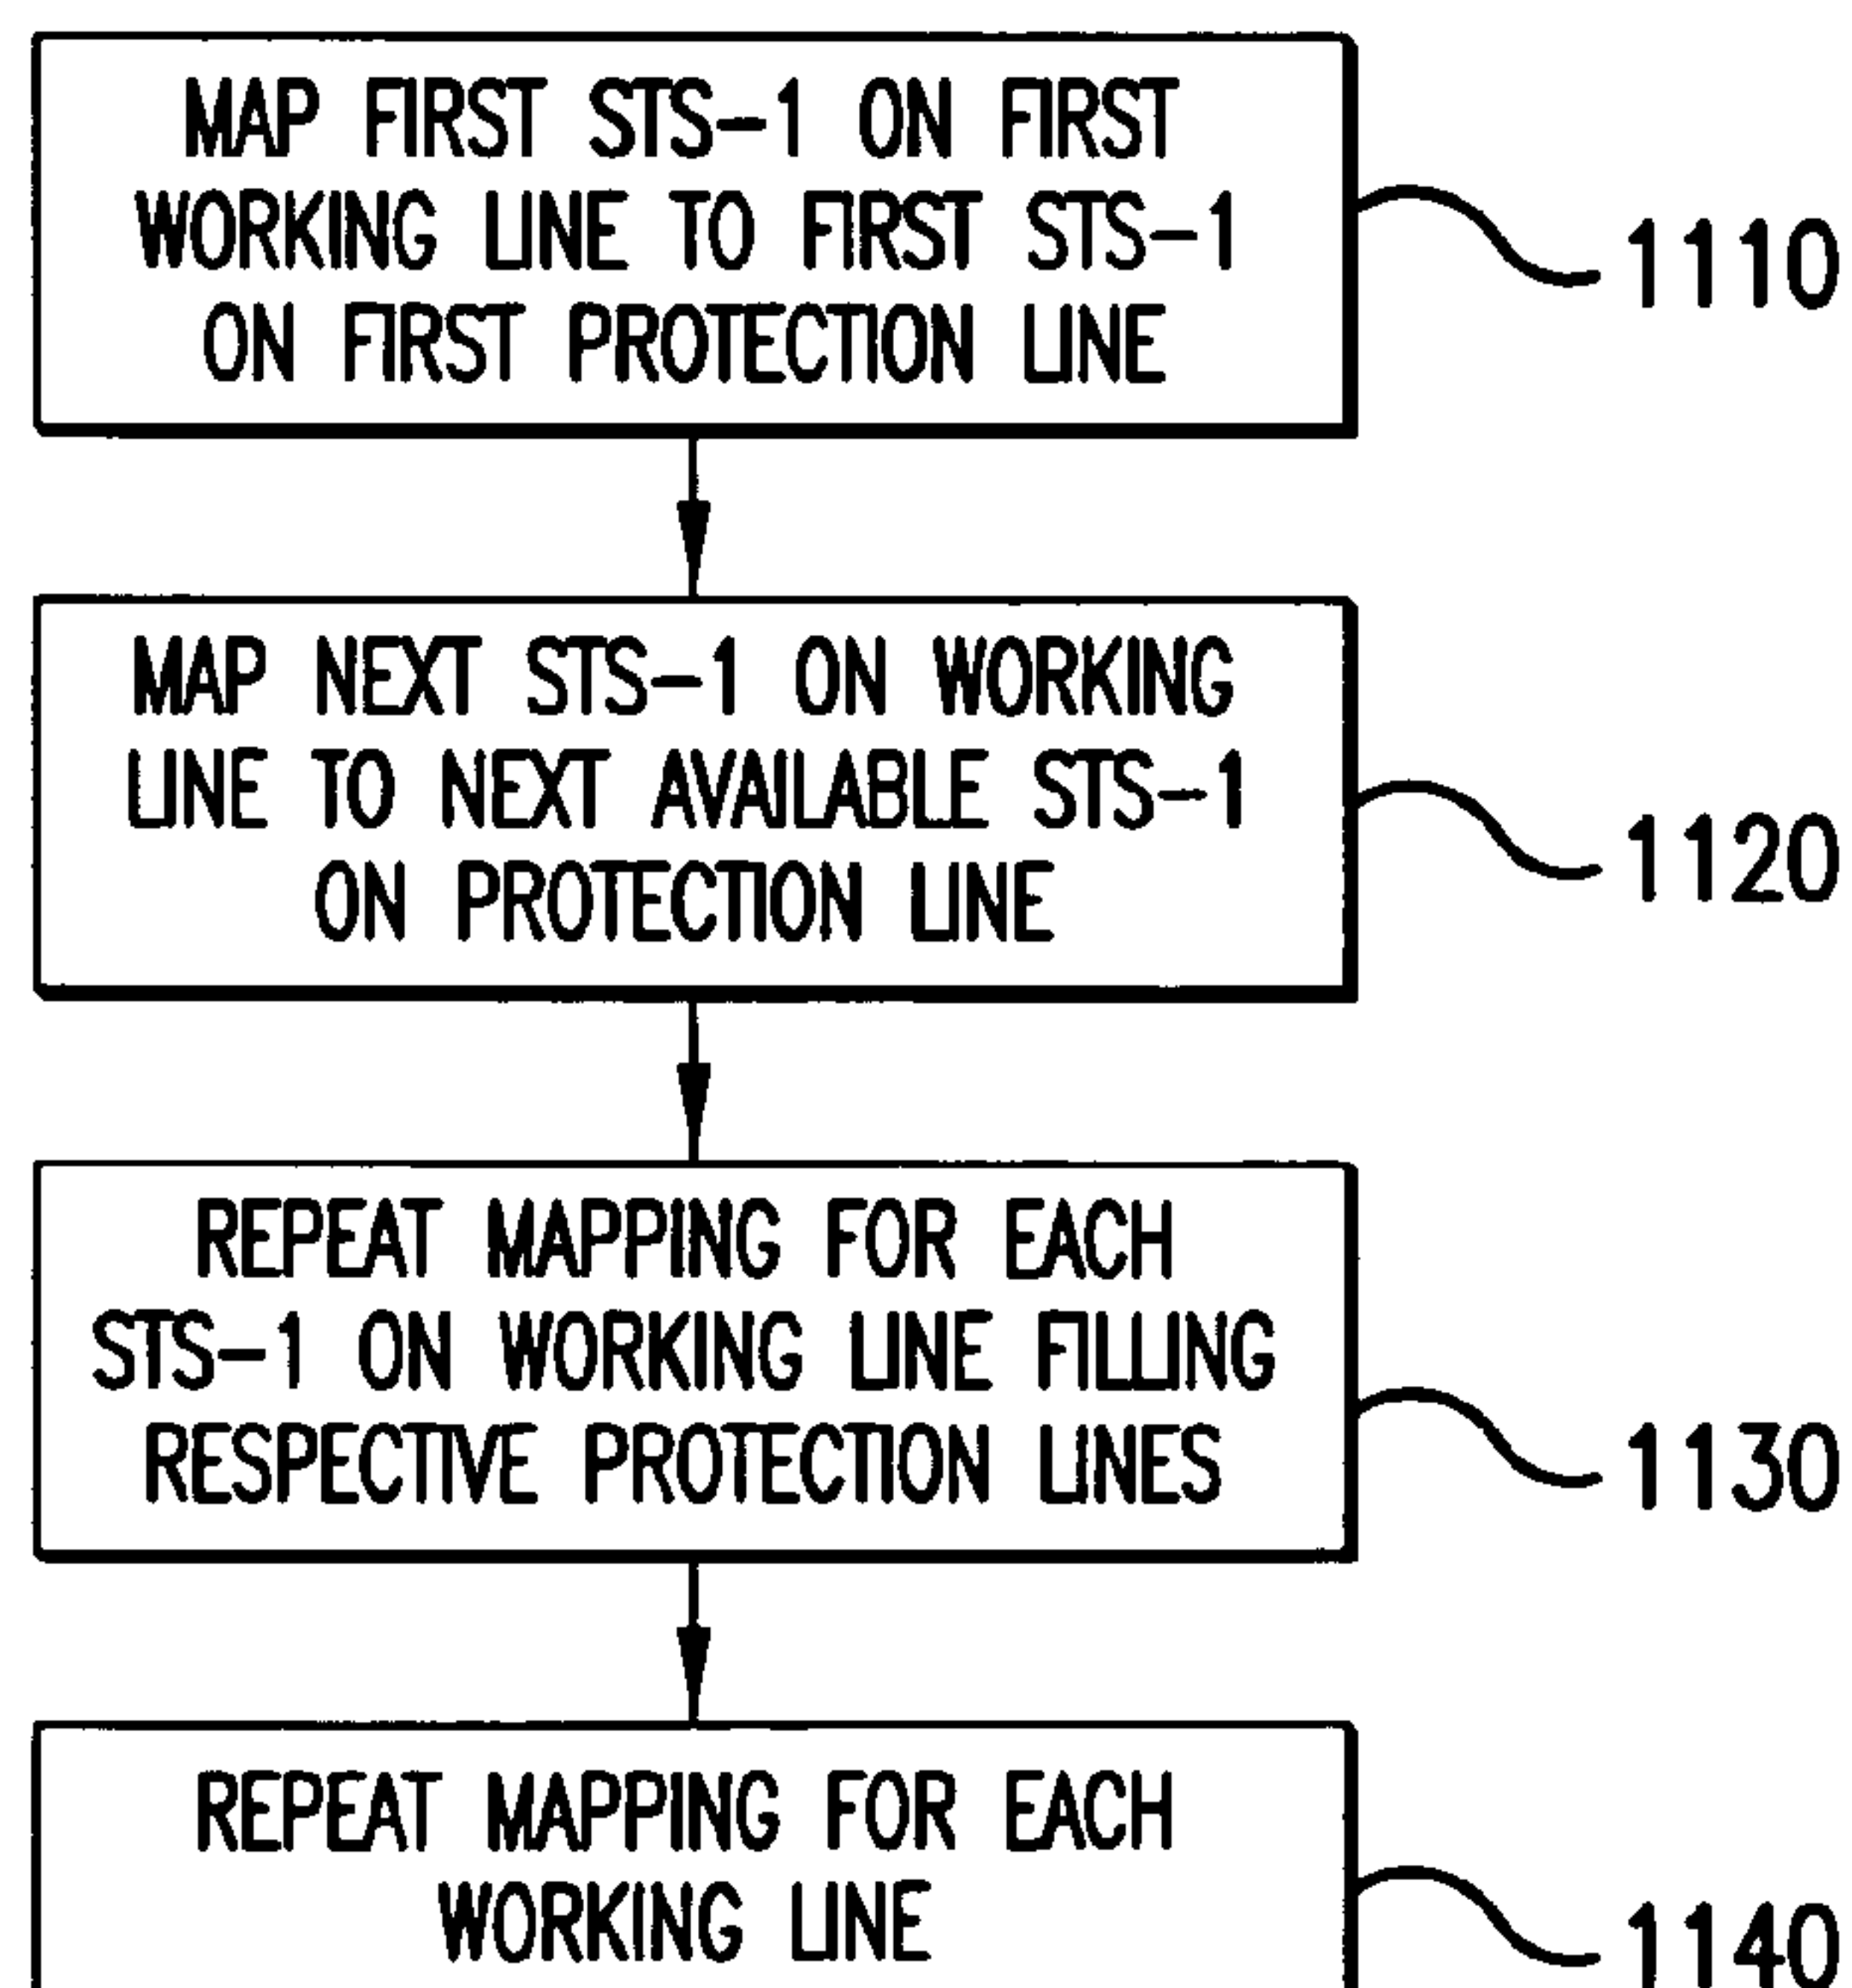 MAP FIRST STS-1 ON FIRST
WORKING LINE TO FIRST STS-1
ON FIRST PROTECTION LINE
1110
MAP NEXT STS-1 ON WORKING
LINE TO NEXT AVAILABLE STS-1
ON PROTECTION LINE
1120
REPEAT MAPPING FOR EACH
STS-1 ON WORKING LINE FILLING
RESPECTIVE PROTECTION LINES
1130
REPEAT MAPPING FOR EACH
WORKING LINE
1140